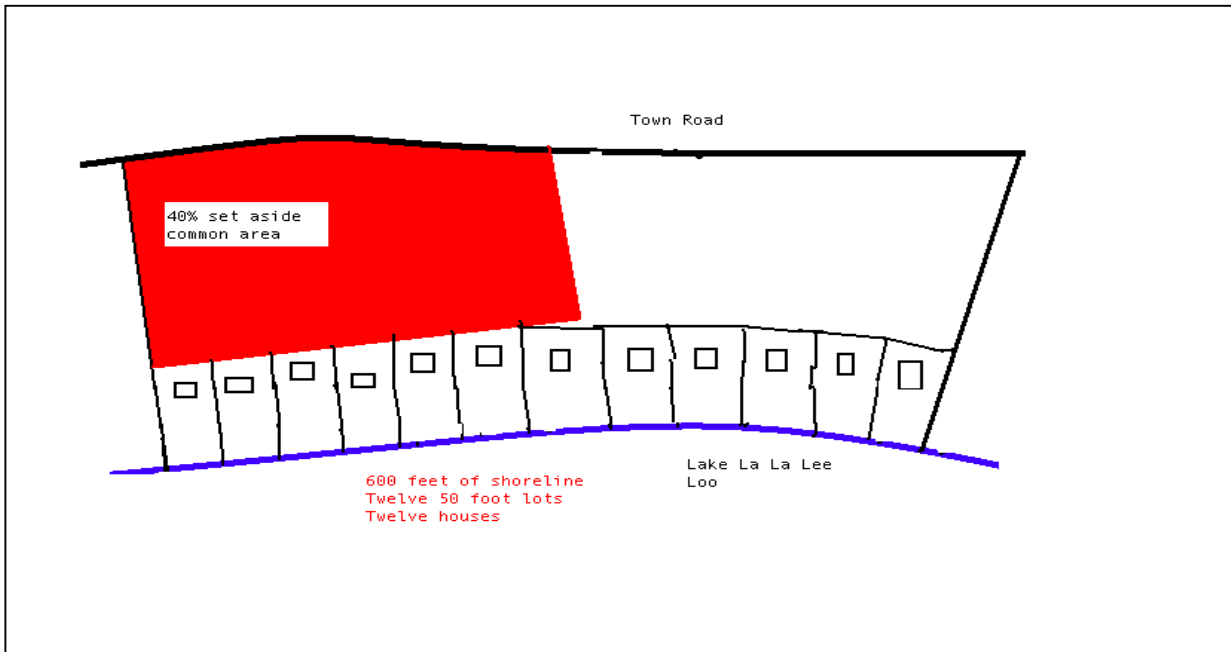 Town Road
40% set aside
common area
Lake La La Lee
Loo
600 feet of shoreline
Twelve 50 foot lots
Twelve houses